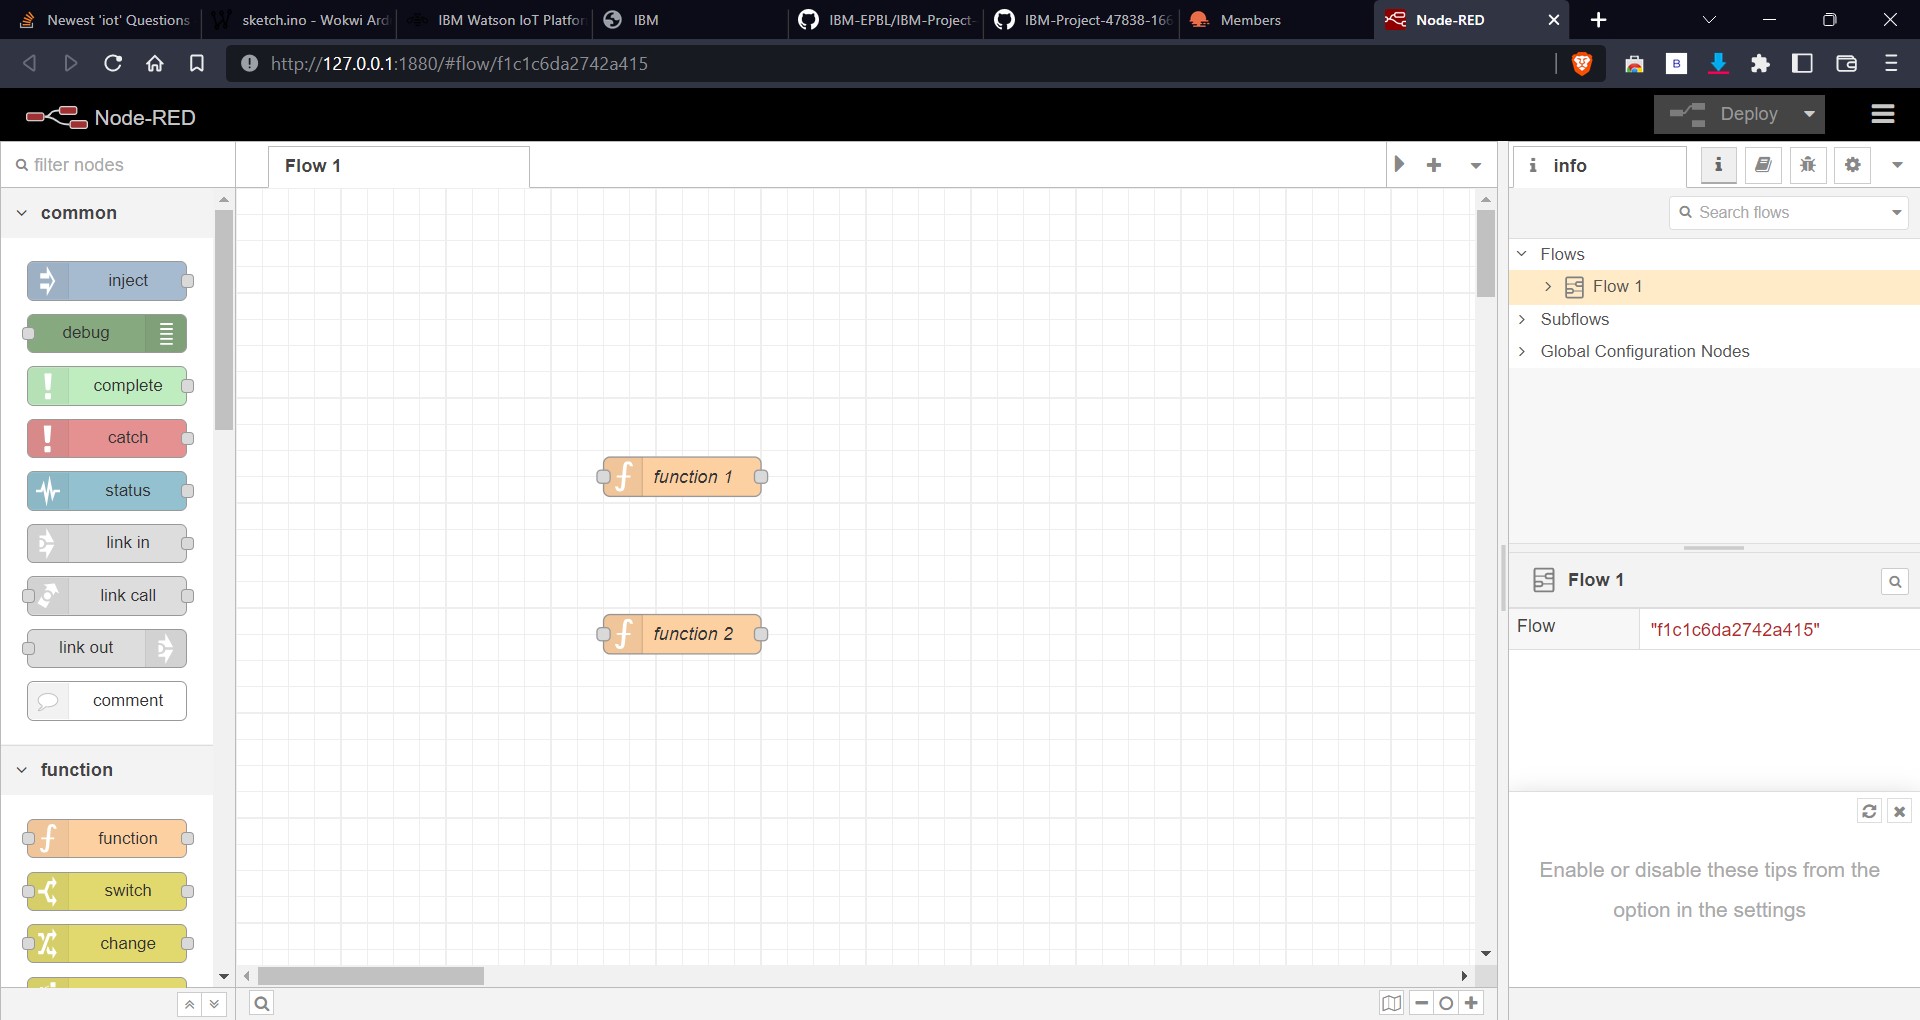 Newest 'iot' Questions
sketch.ino - Wokwi Ard
IBM Watson IoT Platfor
IBM
IBM-EPBL/IBM-Project-
IBM-Project-47838-166
Members
Node-RED
http://127.0.0.1:1880/#flow/f1c1c6da2742a415
Node-RED
Deploy
filter nodes
Flow 1
info
common
Search flows
inject
debug
complete
catch
status
link in
link call
link out
comment
function
function
switch
change
function 1
function 2
Flows
Flow 1
Subflows
Global Configuration Nodes
Flow 1
Flow
"f1c1c6da2742a415"
Enable or disable these tips from the
option in the settings